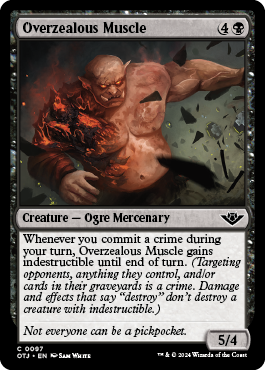 Overzealous Muscle 4
Creature — Ogre Mercenary
Whenever you commit a crime during
your turn, Overzealous Muscle gains
indestructible until end of turn. (Targeting
opponents, anything they control, and/or
cards in their graveyards is a crime. Damage
and effects that say "destroy" don't destroy a
creature with indestructible.)
Not everyone can be a pickpocket.
5/4
C 0097
OTJ • EN Sam White
™ & © 2024 Wizards of the Coast